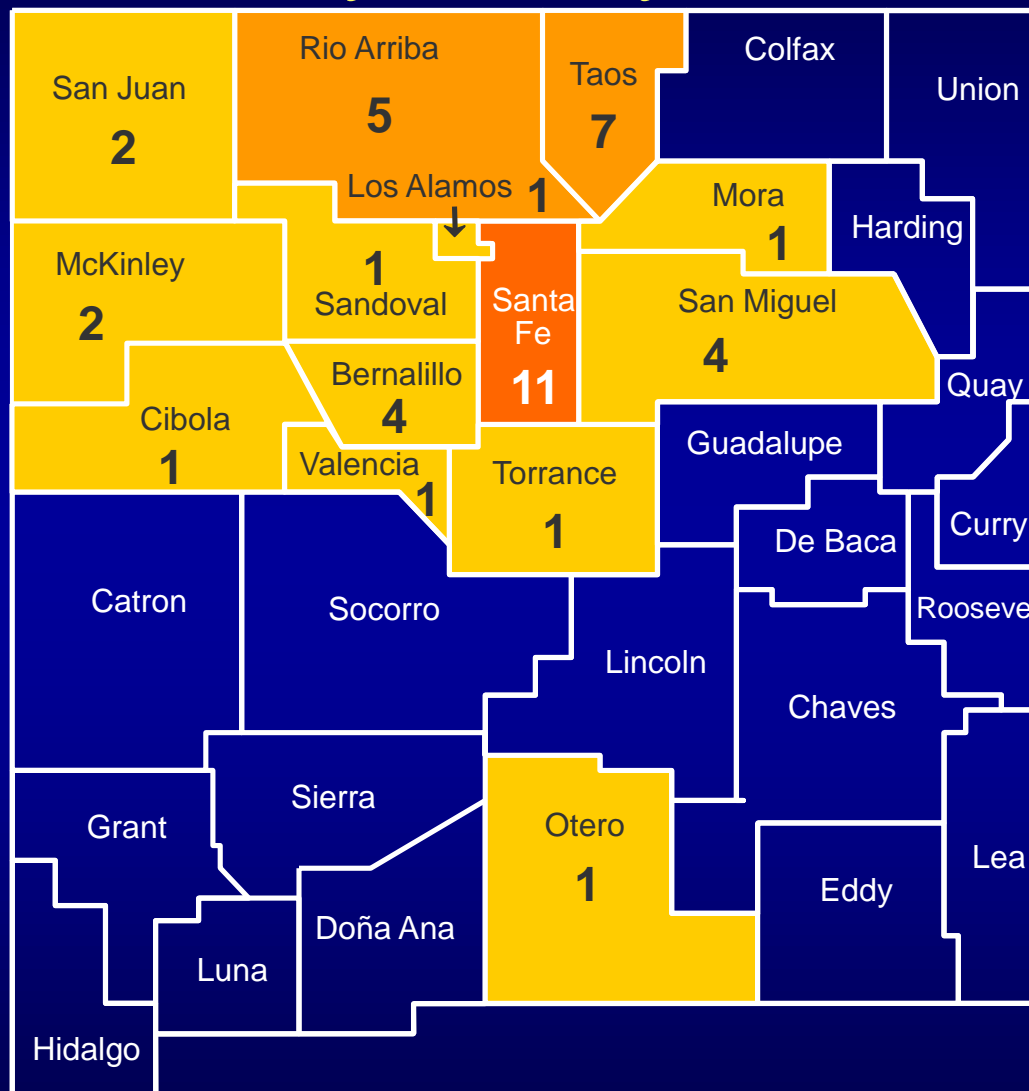 Rio Arriba
5
Taos
7
Colfax
San Juan
2
Union
Los Alamos 1
Mora
1
Harding
McKinley
2
1
Sandoval
Santa
Fe
11
San Miguel
4
Bernalillo
4
Quay
Cibola
1
Valencia
1
Torrance
1
Guadalupe
Curry
De Baca
Catron
Socorro
Roosevel
Lincoln
Chaves
Sierra
Grant
Otero
1
Lea
Eddy
Doña Ana
Luna
Hidalgo